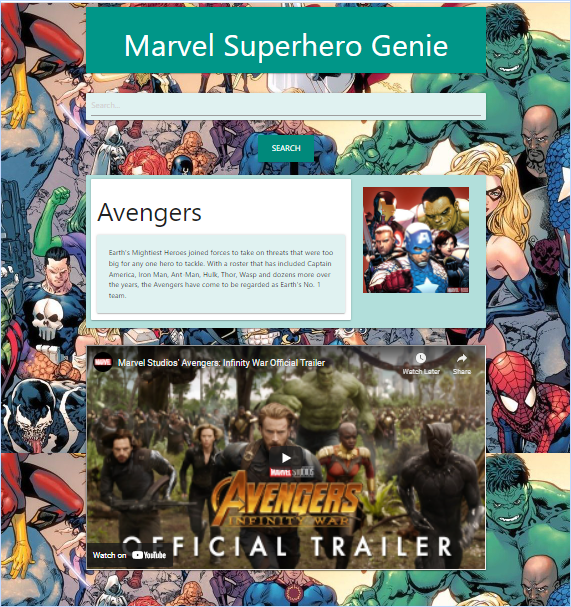 Marvel Superhero Genie
Search...
SEARCH
Avengers
Earth's Mightiest Heroes joined forces to take on threats that were too
big for any one hero to tackle. With a roster that has included Captain
America, Iron Man, Ant-Man, Hulk, Thor, Wasp and dozens more over
the years, the Avengers have come to be regarded as Earth's No. 1
team.
MARVEL
Marvel Studios' Avengers: Infinity War Official Trailer
Watch Later
Share
MARVEL STUDIOS
AVENGERS
INFINITY WAR
OFFICIAL TRAILER
Watch on YouTube